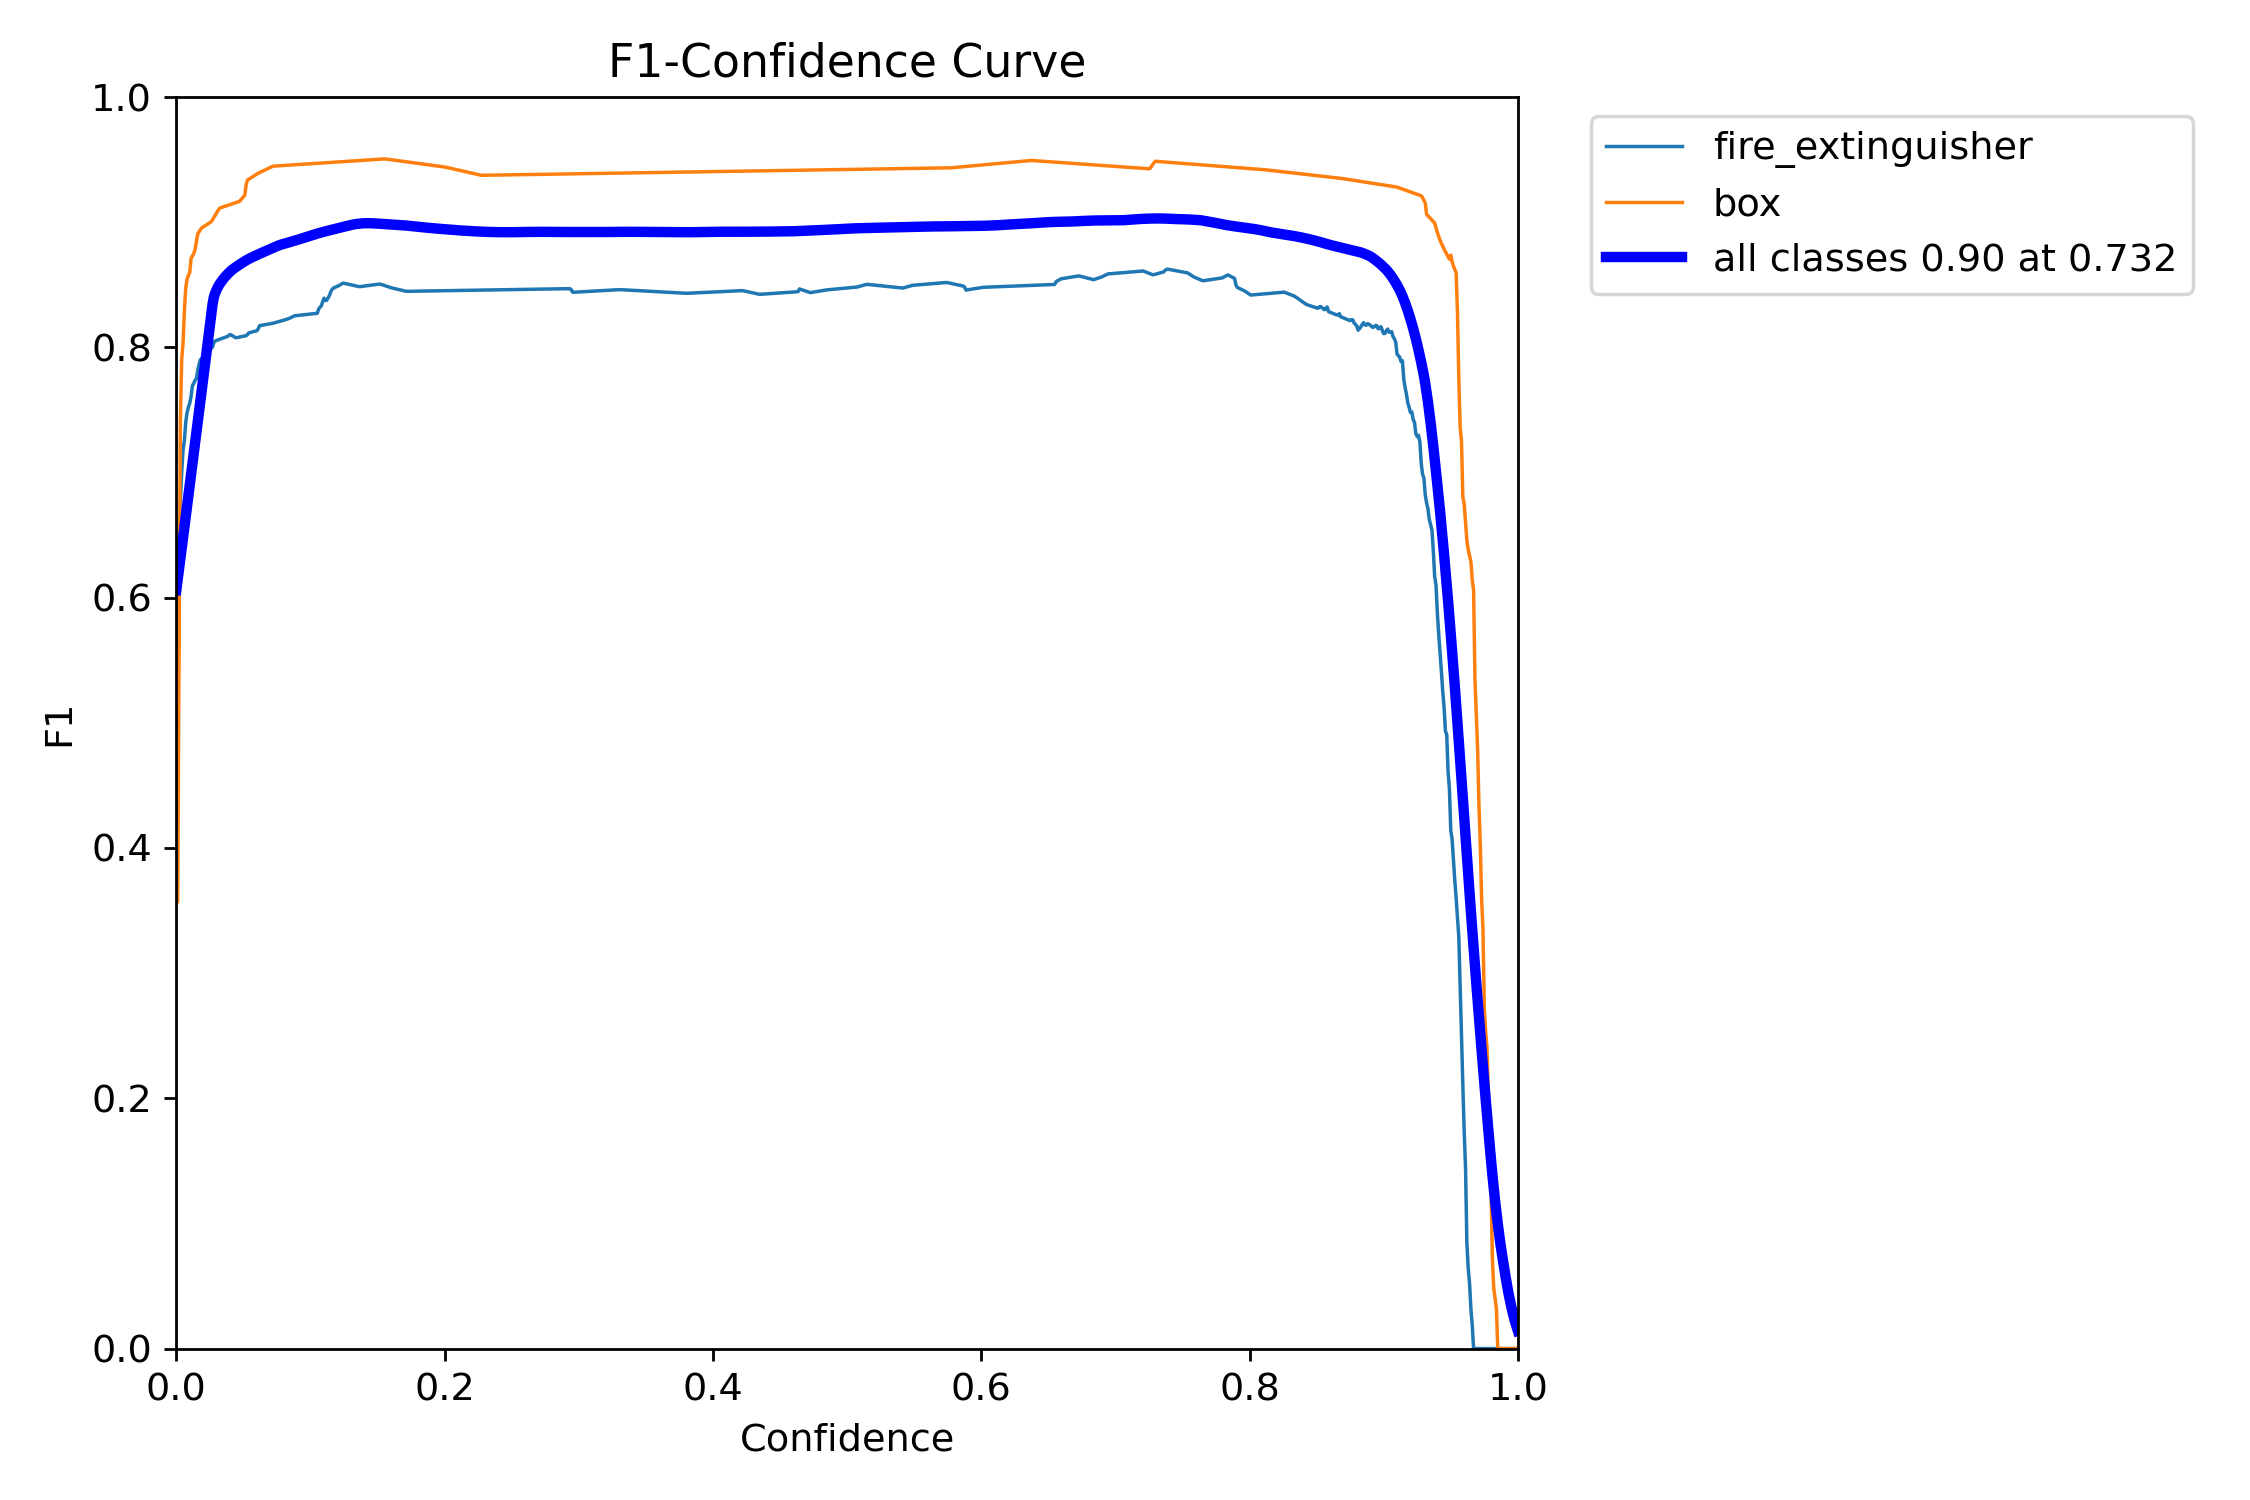 F1-Confidence Curve
1.0
0.8
0.6
0.4
0.2
0.0
F1
0.0 0.2 0.4 0.6 0.8 1.0
Confidence
fire_extinguisher
box
all classes 0.90 at 0.732